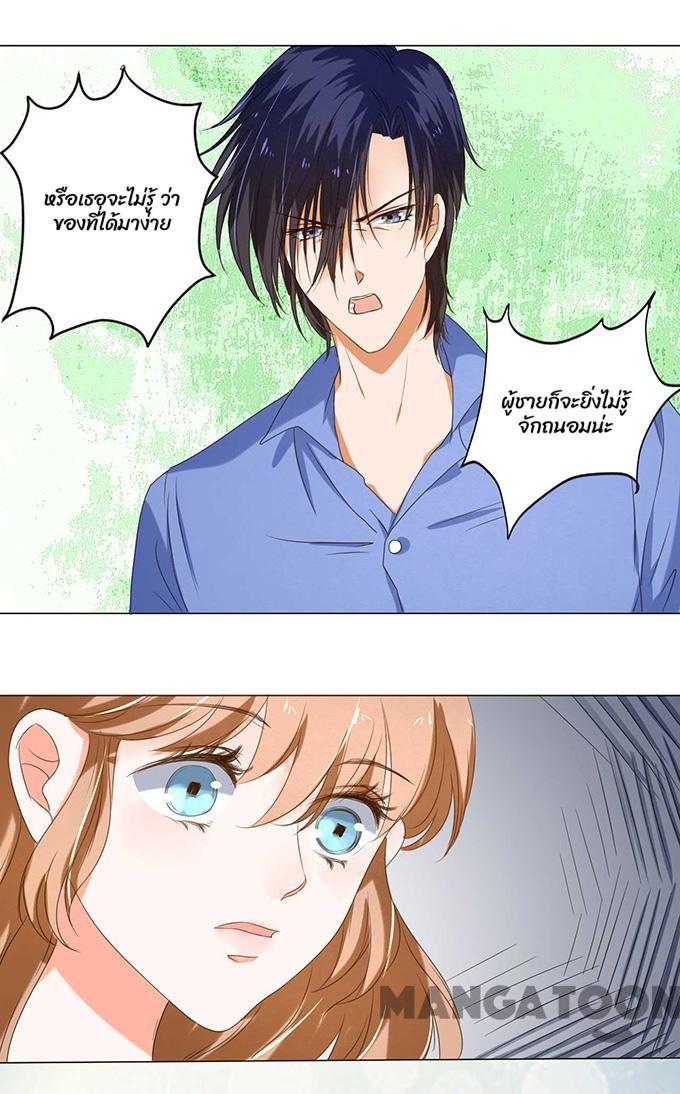 หรือเธอจะไม่รู้ ว่า
ของที่ได้มาง่าย
ผู้ชายก็จะยิ่งไม่รู้
จักถนอมน่ะ
MANGATOON